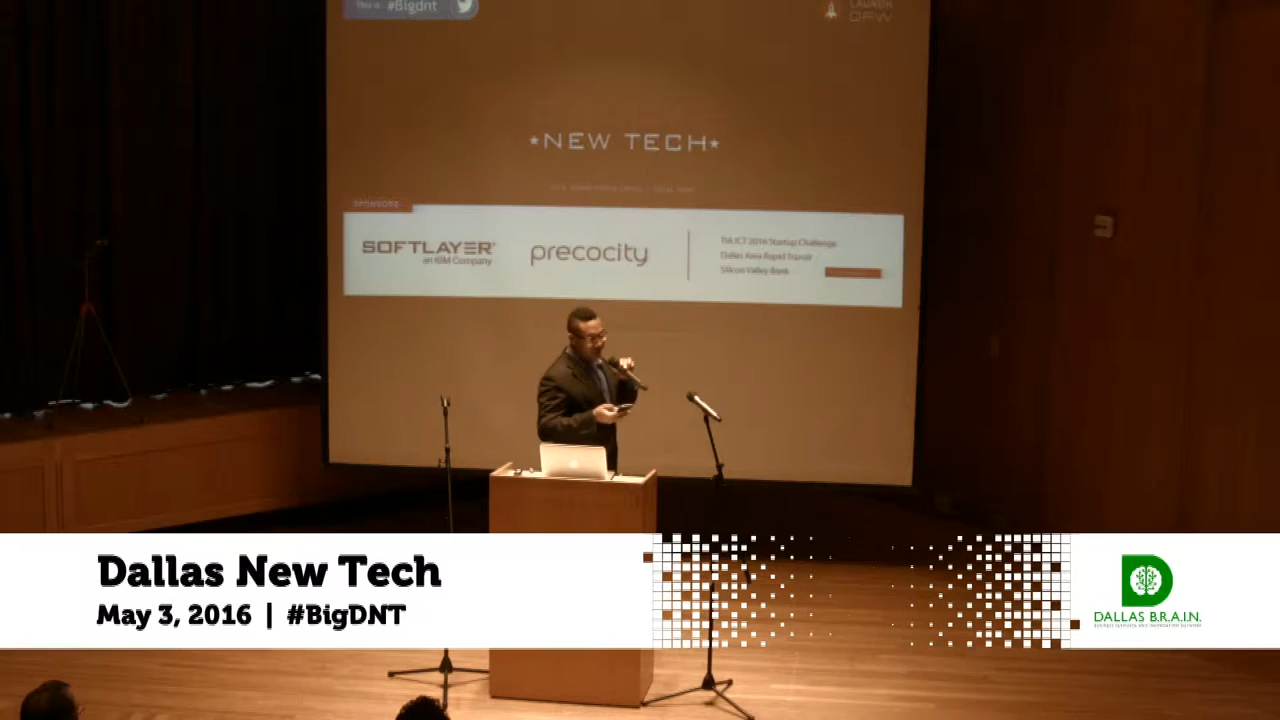 This is #Bigdnt
LAUNCH
DFW
★NEW TECH★
SPONSORS
SOFTLAYER®
an IBM Company
precocity
TIA ICT 2016 Startup Challenge
Dallas Area Rapid Transit
Silicon Valley Bank
Dallas New Tech
May 3, 2016 | #BigDNT
DALLAS B.R.A.I.N.